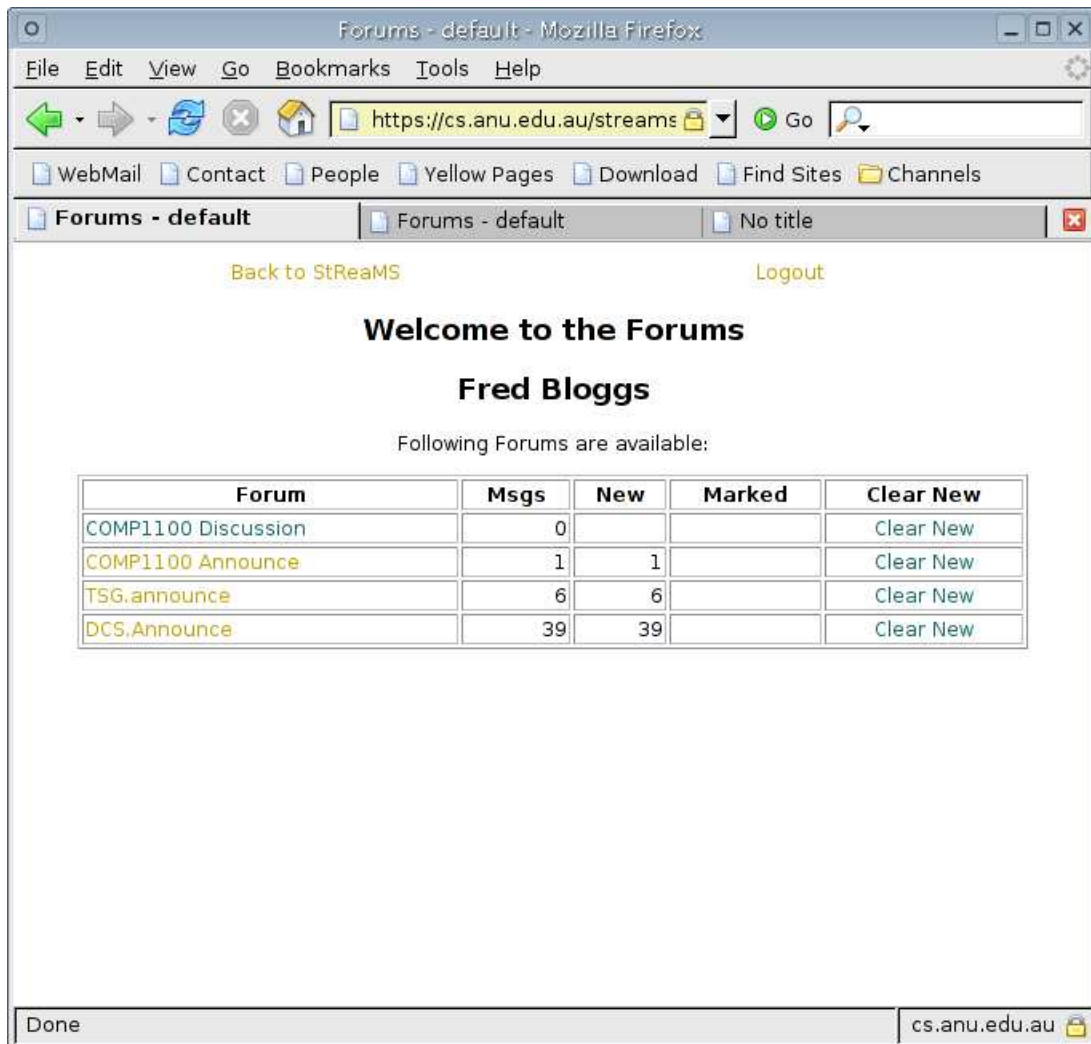 Forums - default - Mozilla Firefox
File Edit View Go Bookmarks Tools Help
https://cs.anu.edu.au/streams Go
WebMail Contact People Yellow Pages Download Find Sites Channels
Forums - default Forums - default No title
Back to StReaMS Logout
Welcome to the Forums
Fred Bloggs
Following Forums are available:
Forum Msgs New Marked Clear New
COMP1100 Discussion 0 Clear New
COMP1100 Announce 1 1 Clear New
TSG.announce 6 6 Clear New
DCS.Announce 39 39 Clear New
Done cs.anu.edu.au